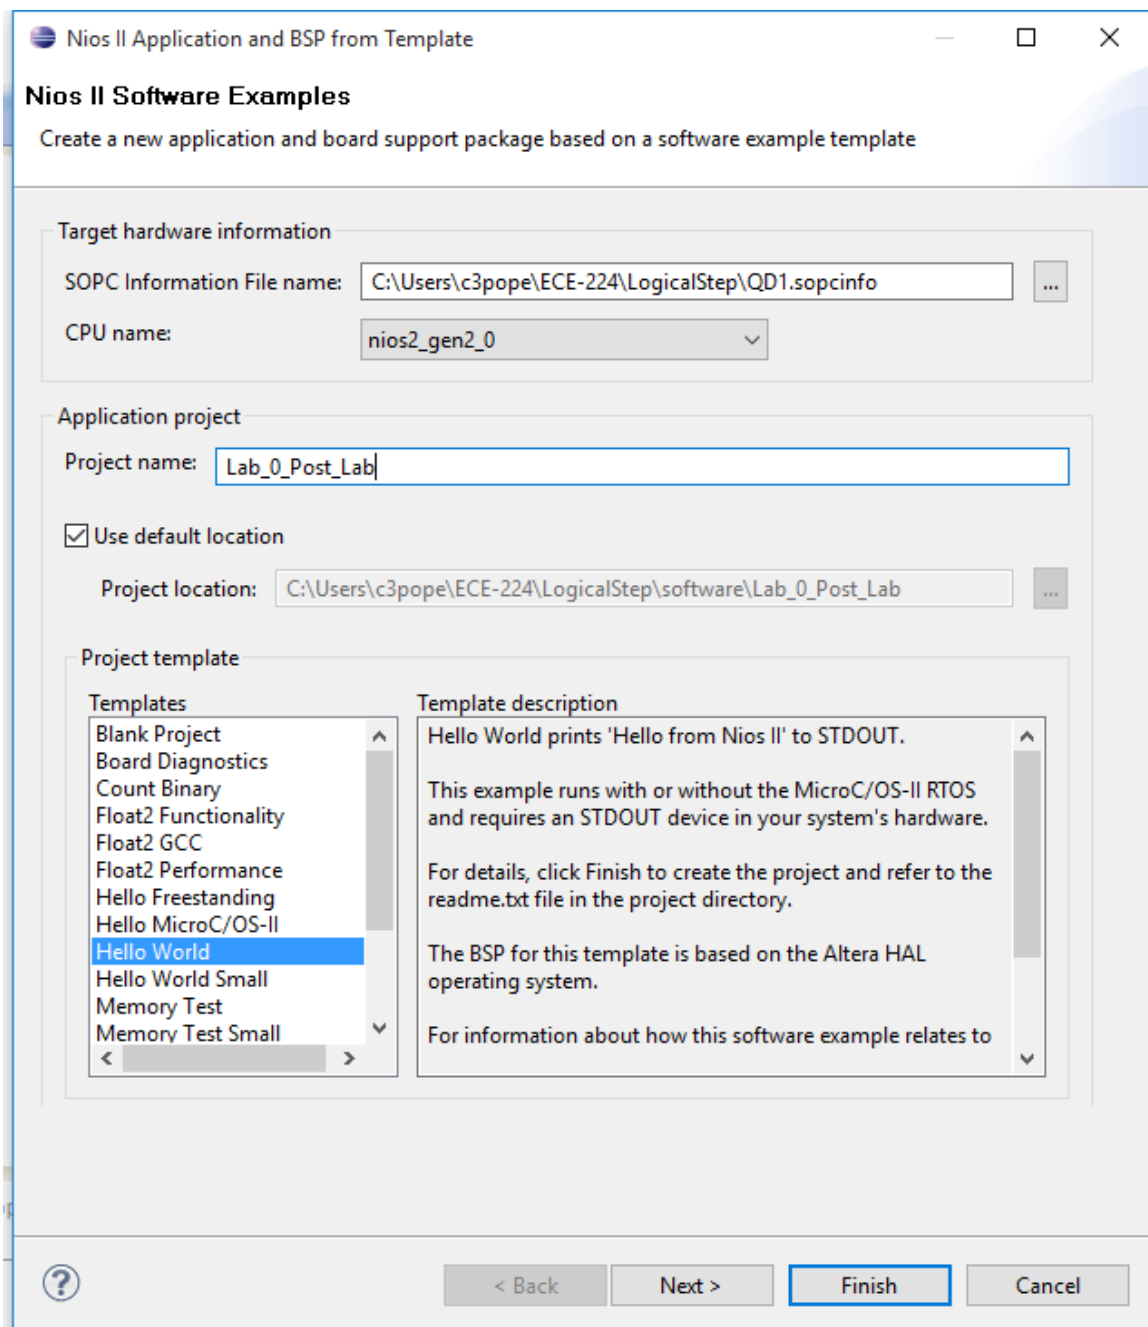 Nios II Application and BSP from Template
Nios II Software Examples
Create a new application and board support package based on a software example template
Target hardware information
SOPC Information File name: C:\Users\c3pope\ECE-224\LogicalStep\QD1.sopcinfo ...
CPU name: nios2_gen2_0
Application project
Project name: Lab_0_Post_Lab
Use default location
Project location: C:\Users\c3pope\ECE-224\LogicalStep\software\Lab_0_Post_Lab ...
Project template
Templates
Blank Project
Board Diagnostics
Count Binary
Float2 Functionality
Float2 GCC
Float2 Performance
Hello Freestanding
Hello MicroC/OS-II
Hello World
Hello World Small
Memory Test
Memory Test Small
Template description
Hello World prints 'Hello from Nios II' to STDOUT.
This example runs with or without the MicroC/OS-II RTOS
and requires an STDOUT device in your system's hardware.
For details, click Finish to create the project and refer to the
readme.txt file in the project directory.
The BSP for this template is based on the Altera HAL
operating system.
For information about how this software example relates to
? < Back Next > Finish Cancel